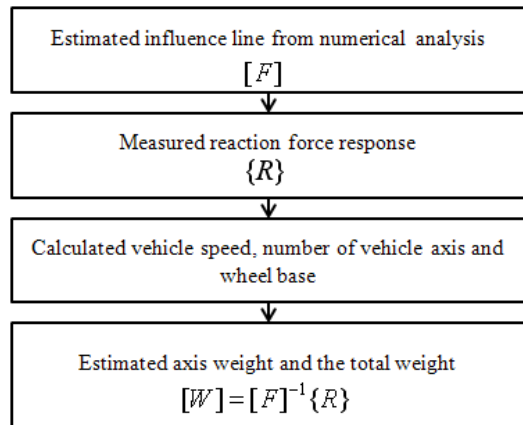 Estimated influence line from numerical analysis
[F]
Measured reaction force response
{R}
Calculated vehicle speed, number of vehicle axis and
wheel base
Estimated axis weight and the total weight
[W]=[F]⁻¹{R}